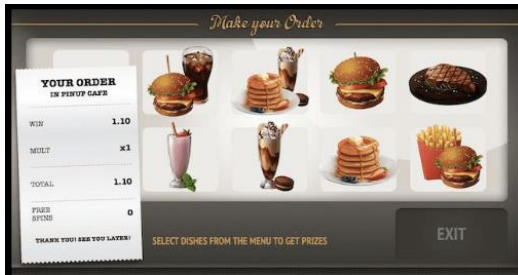 Make your Order
YOUR ORDER
IN PINUP CAFE
WIN 1.10
MULT x1
TOTAL 1.10
FREE SPINS 0
THANK YOU! SEE YOU LATER!
SELECT DISHES FROM THE MENU TO GET PRIZES
EXIT